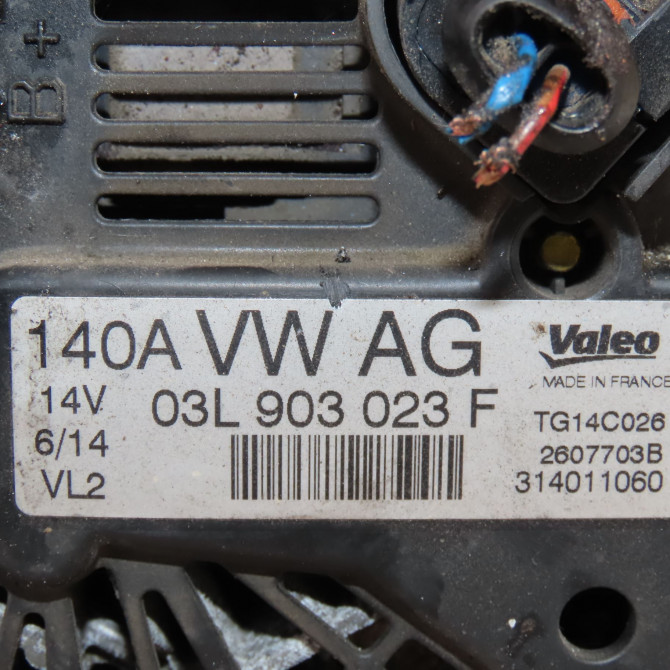 B+
140A VW AG
14V 03L 903 023 F
6/14
VL2
Valeo
MADE IN FRANCE
TG14C026
2607703B
314011060